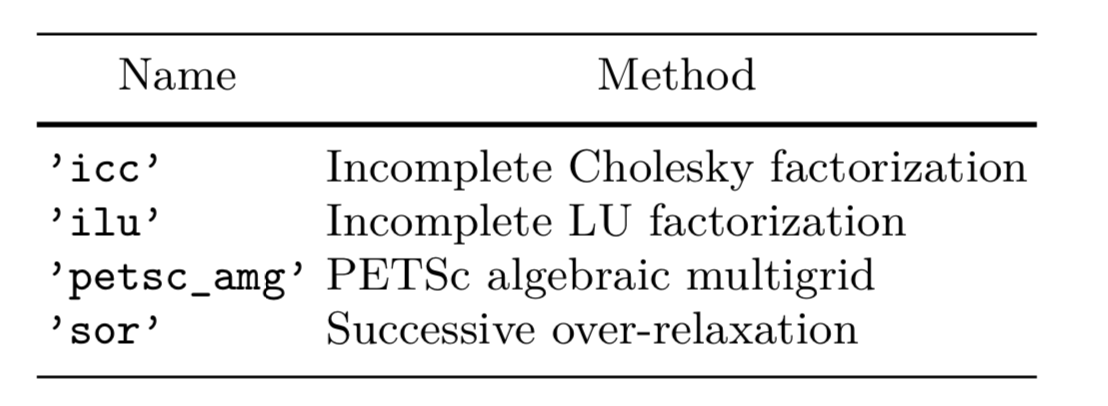 Name Method
’icc’ Incomplete Cholesky factorization
’ilu’ Incomplete LU factorization
’petsc_amg’ PETSc algebraic multigrid
’sor’ Successive over-relaxation